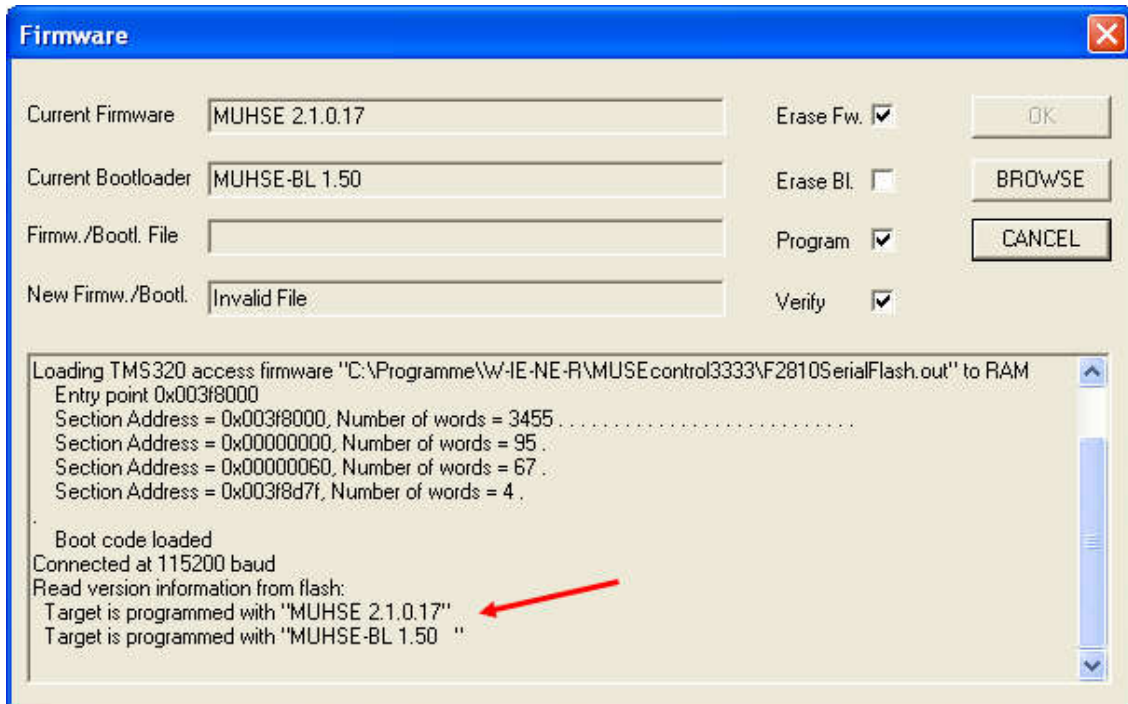 Firmware
Current Firmware MUHSE 2.1.0.17 Erase Fw. OK
Current Bootloader MUHSE-BL 1.50 Erase Bl. BROWSE
Firmw./Bootl. File Program CANCEL
New Firmw./Bootl. Invalid File Verify
Loading TMS320 access firmware "C:\Programme\W-IE-NE-R\MUSEcontrol3333\F2810SerialFlash.out" to RAM
Entry point 0x003f8000
Section Address = 0x003f8000, Number of words = 3455 . . . . . . . . . . . . . . . . . . . . . . . . . . .
Section Address = 0x00000000, Number of words = 95 .
Section Address = 0x00000060, Number of words = 67 .
Section Address = 0x003f8d7f, Number of words = 4 .
.
Boot code loaded
Connected at 115200 baud
Read version information from flash:
Target is programmed with "MUHSE 2.1.0.17"
Target is programmed with "MUHSE-BL 1.50   "